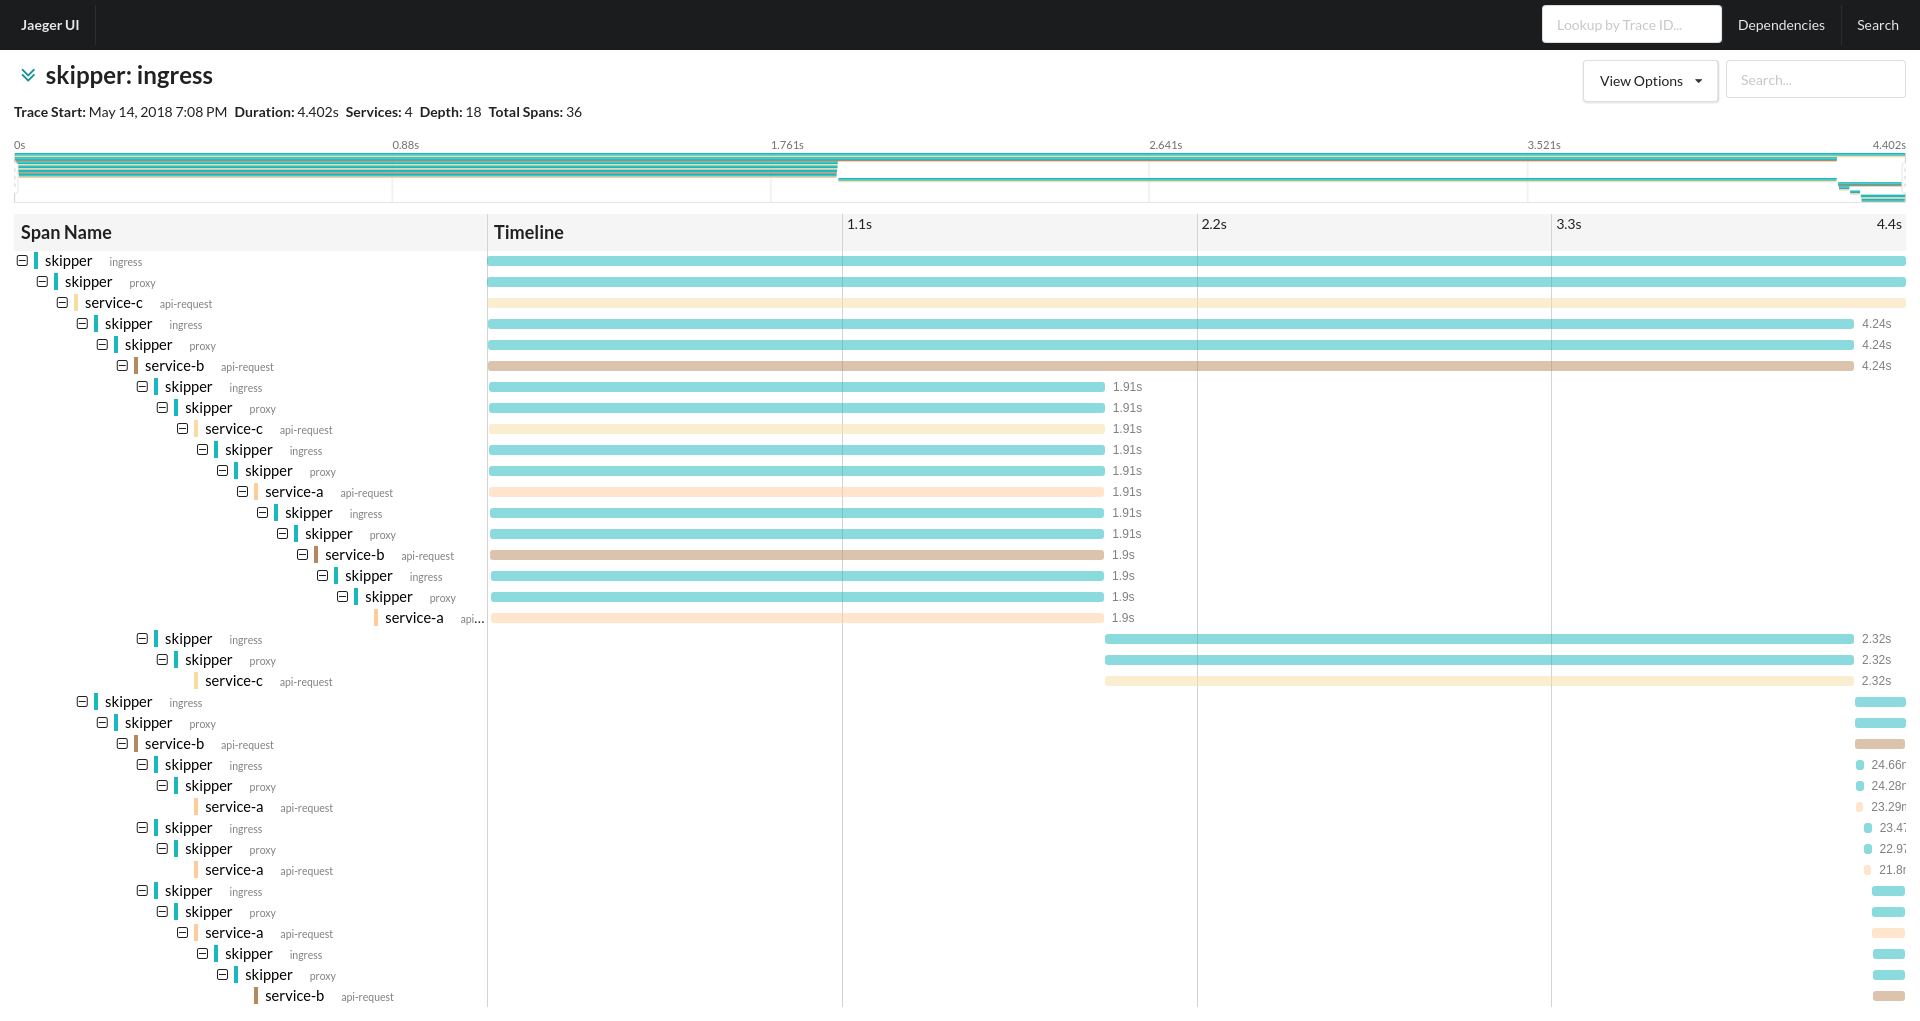 Jaeger UI Lookup by Trace ID... Dependencies Search
skipper: ingress View Options Search...
Trace Start: May 14, 2018 7:08 PM Duration: 4.402s Services: 4 Depth: 18 Total Spans: 36
0s 0.88s 1.761s 2.641s 3.521s 4.402s
Span Name Timeline 1.1s 2.2s 3.3s 4.4s
skipper ingress
skipper proxy
service-c api-request
skipper ingress 4.24s
skipper proxy 4.24s
service-b api-request 4.24s
skipper ingress 1.91s
skipper proxy 1.91s
service-c api-request 1.91s
skipper ingress 1.91s
skipper proxy 1.91s
service-a api-request 1.91s
skipper ingress 1.91s
skipper proxy 1.91s
service-b api-request 1.9s
skipper ingress 1.9s
skipper proxy 1.9s
service-a api... 1.9s
skipper ingress 2.32s
skipper proxy 2.32s
service-c api-request 2.32s
skipper ingress
skipper proxy
service-b api-request
skipper ingress 24.66
skipper proxy 24.28
service-a api-request 23.29
skipper ingress 23.47
skipper proxy 22.97
service-a api-request 21.8
skipper ingress
skipper proxy
service-a api-request
skipper ingress
skipper proxy
service-b api-request